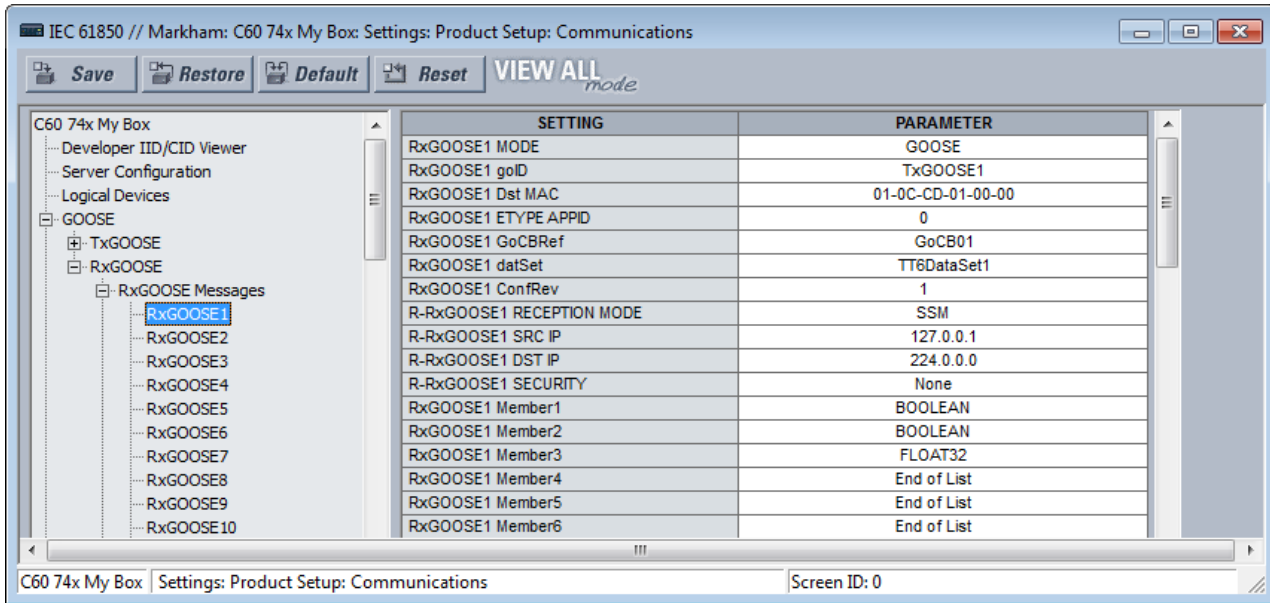 IEC 61850 // Markham: C60 74x My Box: Settings: Product Setup: Communications
Save Restore Default Reset VIEW ALL mode
C60 74x My Box
Developer IID/CID Viewer
Server Configuration
Logical Devices
GOOSE
TxGOOSE
RxGOOSE
RxGOOSE Messages
RxGOOSE1
RxGOOSE2
RxGOOSE3
RxGOOSE4
RxGOOSE5
RxGOOSE6
RxGOOSE7
RxGOOSE8
RxGOOSE9
RxGOOSE10
SETTING PARAMETER
RxGOOSE1 MODE GOOSE
RxGOOSE1 goID TxGOOSE1
RxGOOSE1 Dst MAC 01-0C-CD-01-00-00
RxGOOSE1 ETYPE APPID 0
RxGOOSE1 GoCBRef GoCB01
RxGOOSE1 datSet TT6DataSet1
RxGOOSE1 ConfRev 1
R-RxGOOSE1 RECEPTION MODE SSM
R-RxGOOSE1 SRC IP 127.0.0.1
R-RxGOOSE1 DST IP 224.0.0.0
R-RxGOOSE1 SECURITY None
RxGOOSE1 Member1 BOOLEAN
RxGOOSE1 Member2 BOOLEAN
RxGOOSE1 Member3 FLOAT32
RxGOOSE1 Member4 End of List
RxGOOSE1 Member5 End of List
RxGOOSE1 Member6 End of List
C60 74x My Box Settings: Product Setup: Communications Screen ID: 0